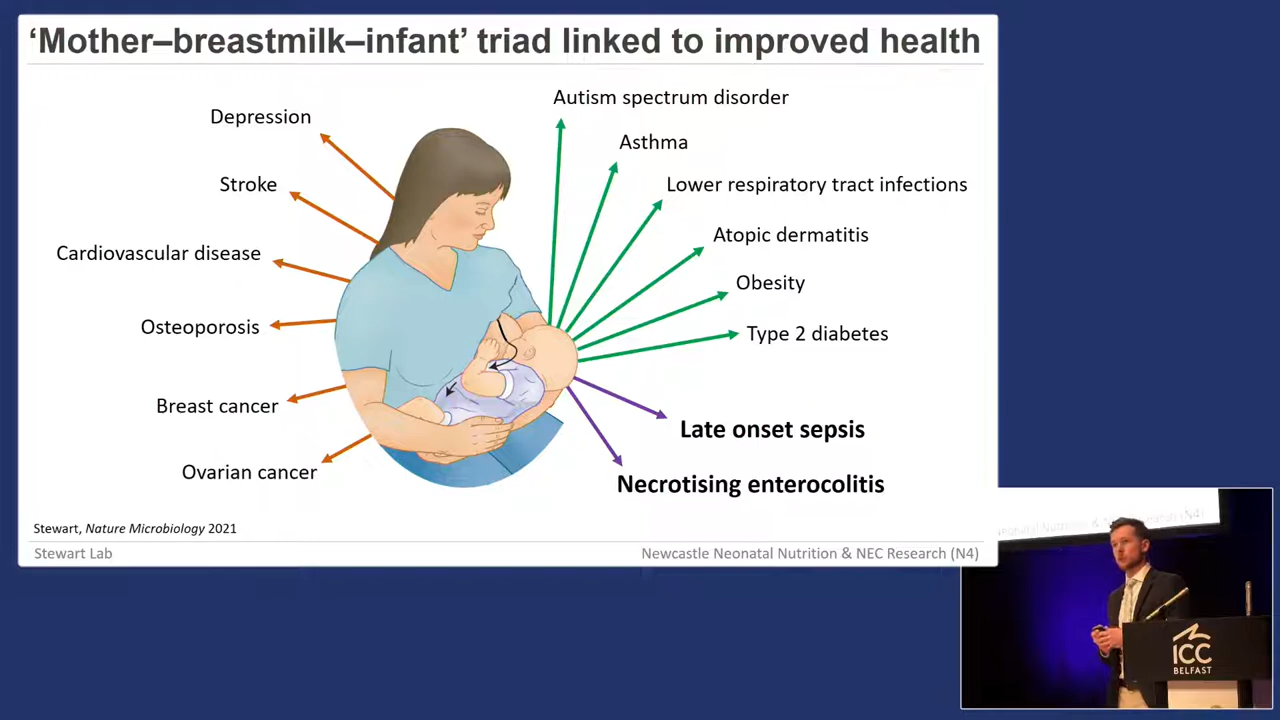 ‘Mother–breastmilk–infant’ triad linked to improved health
Depression
Stroke
Cardiovascular disease
Osteoporosis
Breast cancer
Ovarian cancer
Autism spectrum disorder
Asthma
Lower respiratory tract infections
Atopic dermatitis
Obesity
Type 2 diabetes
Late onset sepsis
Necrotising enterocolitis
Stewart, Nature Microbiology 2021
Stewart Lab
Newcastle Neonatal Nutrition & NEC Research (N4)
ICC
BELFAST